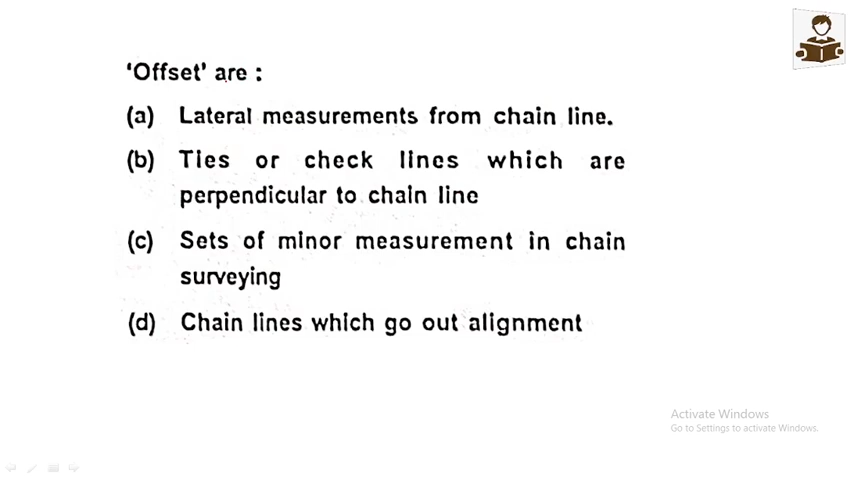 ‘Offset’ are :
(a) Lateral measurements from chain line.
(b) Ties or check lines which are
perpendicular to chain line
(c) Sets of minor measurement in chain
surveying
(d) Chain lines which go out alignment
Activate Windows
Go to Settings to activate Windows.